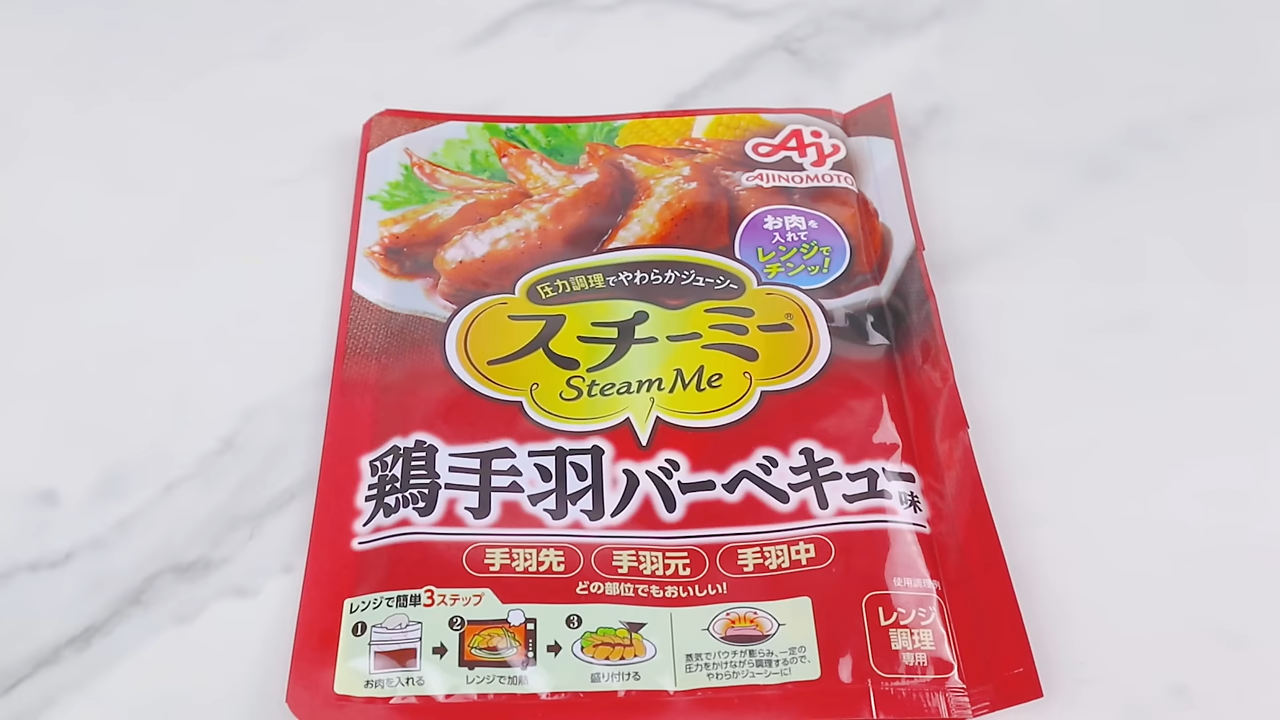 Aj
AJINOMOTO
お肉を
入れて
レンジで
チンッ!
圧力調理でやわらかジューシー
スチーミー®
Steam Me
鶏手羽バーベキュー味
手羽先 手羽元 手羽中
どの部位でもおいしい!
使用調理例
レンジ
調理
専用
レンジで簡単3ステップ
1 2 3
お肉を入れる レンジで加熱 盛り付ける
蒸気でパウチが膨らみ、一定の
圧力をかけながら調理するので、
やわらかジューシーに!